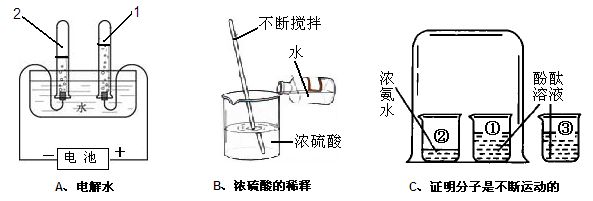 2
1
水
− 电池 +
A、电解水
不断搅拌
水
浓硫酸
B、浓硫酸的稀释
浓氨水
酚酞溶液
②
①
③
C、证明分子是不断运动的